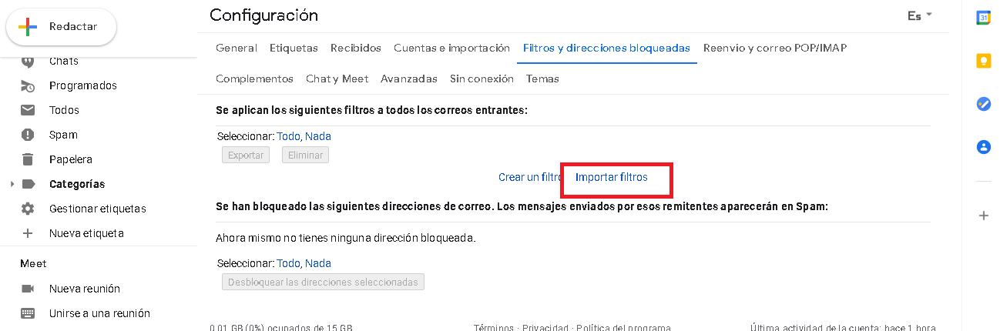 Redactar
Chats
Programados
Todos
Spam
Papelera
Categorías
Gestionar etiquetas
Nueva etiqueta
Meet
Nueva reunión
Unirse a una reunión
Configuración
Es
General Etiquetas Recibidos Cuentas e importación Filtros y direcciones bloqueadas Reenvío y correo POP/IMAP
Complementos Chat y Meet Avanzadas Sin conexión Temas
Se aplican los siguientes filtros a todos los correos entrantes:
Seleccionar: Todo, Nada
Exportar Eliminar
Crear un filtro Importar filtros
Se han bloqueado las siguientes direcciones de correo. Los mensajes enviados por esos remitentes aparecerán en Spam:
Ahora mismo no tienes ninguna dirección bloqueada.
Seleccionar: Todo, Nada
Desbloquear las direcciones seleccionadas
0,01 GB (0%) ocupados de 15 GB Términos · Privacidad · Política del programa Última actividad de la cuenta: hace 1 hora
31